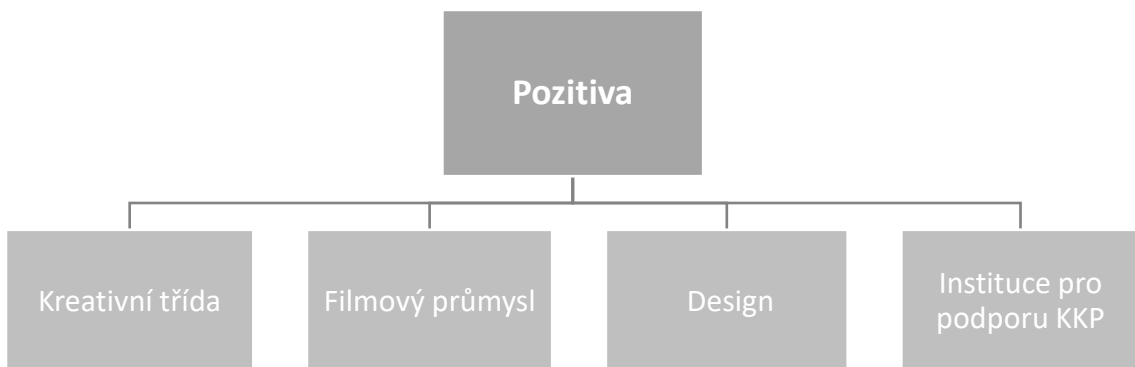 Pozitiva
Kreativní třída
Filmový průmysl
Design
Instituce pro
podporu KKP